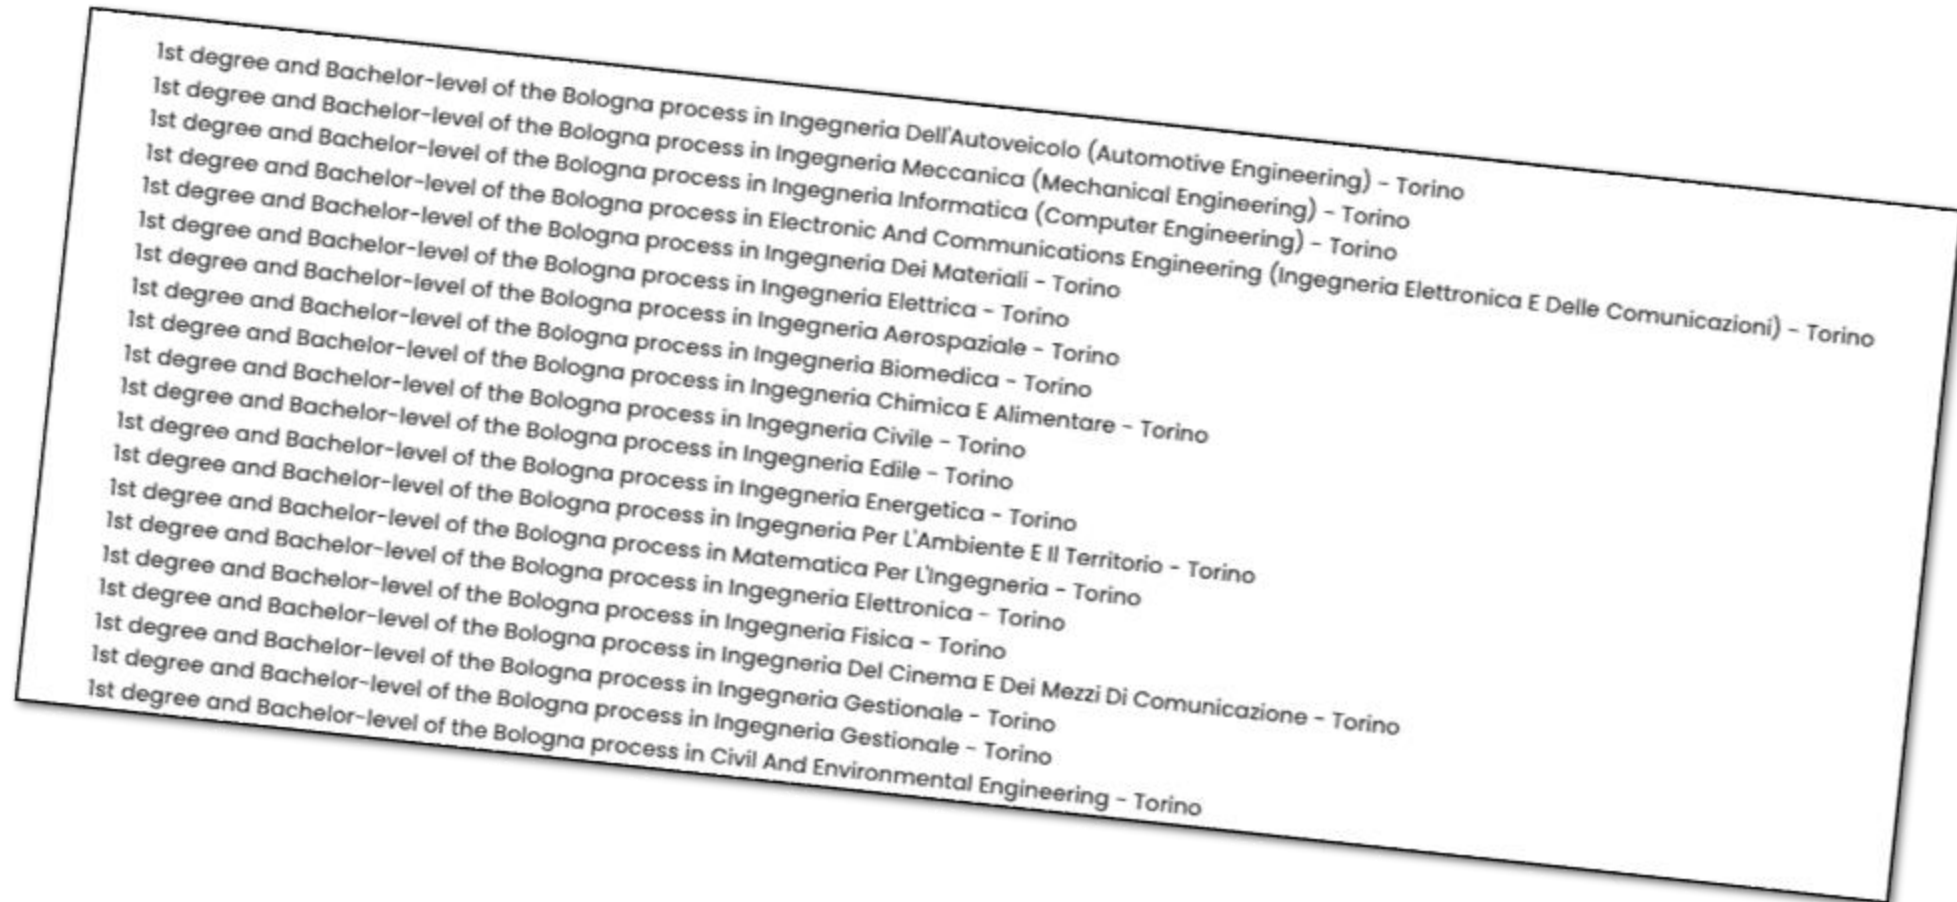 1st degree and Bachelor-level of the Bologna process in Ingegneria Dell'Autoveicolo (Automotive Engineering) - Torino
1st degree and Bachelor-level of the Bologna process in Ingegneria Meccanica (Mechanical Engineering) - Torino
1st degree and Bachelor-level of the Bologna process in Ingegneria Informatica (Computer Engineering) - Torino
1st degree and Bachelor-level of the Bologna process in Electronic And Communications Engineering (Ingegneria Elettronica E Delle Comunicazioni) - Torino
1st degree and Bachelor-level of the Bologna process in Ingegneria Dei Materiali - Torino
1st degree and Bachelor-level of the Bologna process in Ingegneria Elettrica - Torino
1st degree and Bachelor-level of the Bologna process in Ingegneria Aerospaziale - Torino
1st degree and Bachelor-level of the Bologna process in Ingegneria Biomedica - Torino
1st degree and Bachelor-level of the Bologna process in Ingegneria Chimica E Alimentare - Torino
1st degree and Bachelor-level of the Bologna process in Ingegneria Civile - Torino
1st degree and Bachelor-level of the Bologna process in Ingegneria Edile - Torino
1st degree and Bachelor-level of the Bologna process in Ingegneria Energetica - Torino
1st degree and Bachelor-level of the Bologna process in Ingegneria Per L'Ambiente E Il Territorio - Torino
1st degree and Bachelor-level of the Bologna process in Matematica Per L'Ingegneria - Torino
1st degree and Bachelor-level of the Bologna process in Ingegneria Elettronica - Torino
1st degree and Bachelor-level of the Bologna process in Ingegneria Fisica - Torino
1st degree and Bachelor-level of the Bologna process in Ingegneria Del Cinema E Dei Mezzi Di Comunicazione - Torino
1st degree and Bachelor-level of the Bologna process in Ingegneria Gestionale - Torino
1st degree and Bachelor-level of the Bologna process in Ingegneria Gestionale - Torino
1st degree and Bachelor-level of the Bologna process in Civil And Environmental Engineering - Torino